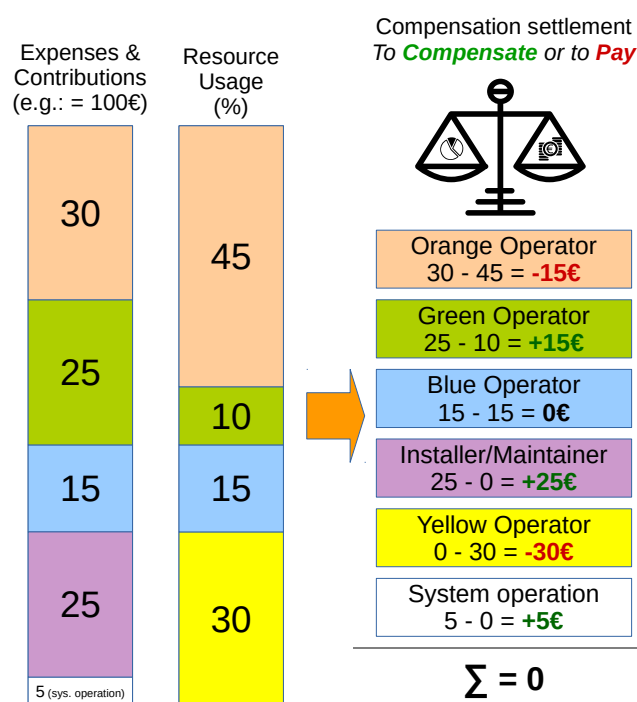 Expenses &
Contributions
(e.g.: = 100€)
30
25
15
25
5 (sys. operation)
Resource
Usage
(%)
45
10
15
30
Compensation settlement
To Compensate or to Pay
€
Orange Operator
30 - 45 = -15€
Green Operator
25 - 10 = +15€
Blue Operator
15 - 15 = 0€
Installer/Maintainer
25 - 0 = +25€
Yellow Operator
0 - 30 = -30€
System operation
5 - 0 = +5€
∑ = 0